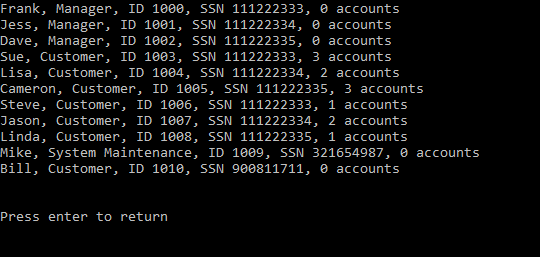 Frank, Manager, ID 1000, SSN 111222333, 0 accounts
Jess, Manager, ID 1001, SSN 111222334, 0 accounts
Dave, Manager, ID 1002, SSN 111222335, 0 accounts
Sue, Customer, ID 1003, SSN 111222333, 3 accounts
Lisa, Customer, ID 1004, SSN 111222334, 2 accounts
Cameron, Customer, ID 1005, SSN 111222335, 3 accounts
Steve, Customer, ID 1006, SSN 111222333, 1 accounts
Jason, Customer, ID 1007, SSN 111222334, 2 accounts
Linda, Customer, ID 1008, SSN 111222335, 1 accounts
Mike, System Maintenance, ID 1009, SSN 321654987, 0 accounts
Bill, Customer, ID 1010, SSN 900811711, 0 accounts
Press enter to return